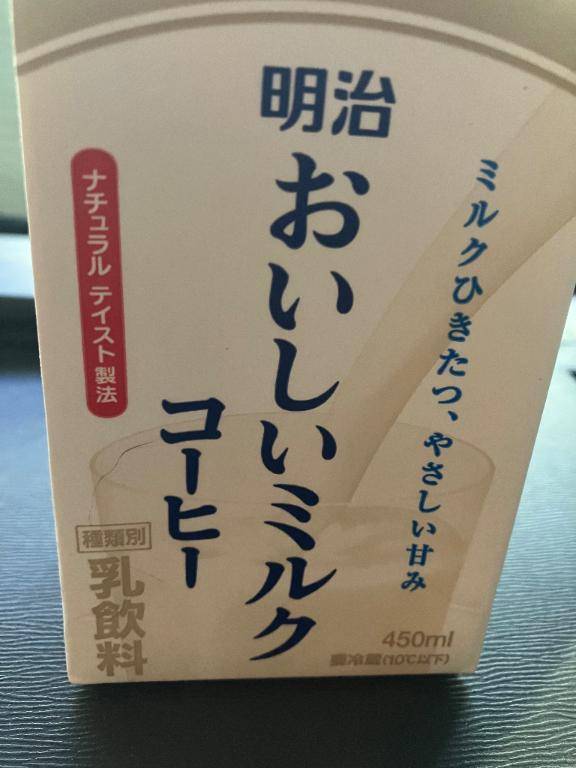 明治
ミルクひきたつ、やさしい甘み
おいしいミルク
コーヒー
ナチュラル テイスト製法
種類別
乳飲料
450ml
要冷蔵(10℃以下)